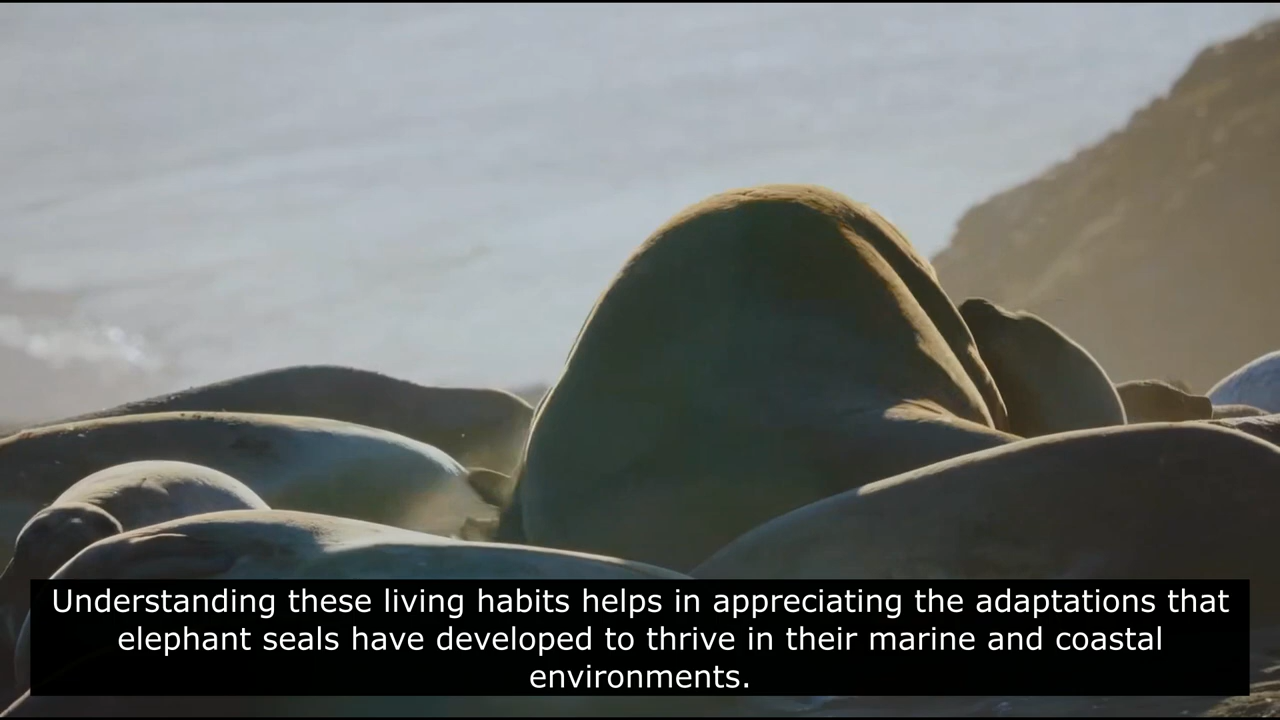 Understanding these living habits helps in appreciating the adaptations that
elephant seals have developed to thrive in their marine and coastal
environments.